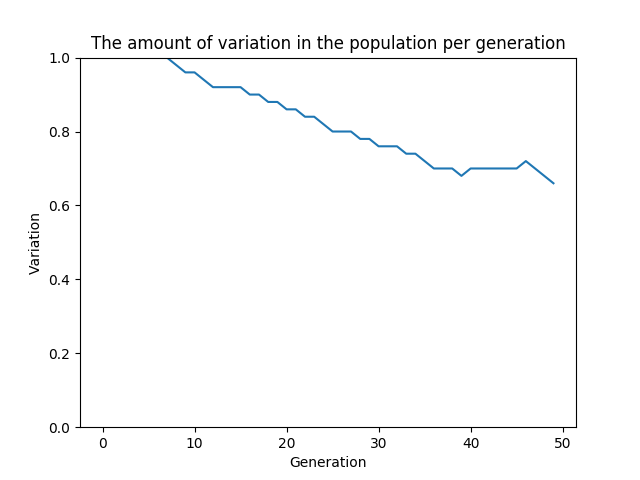 The amount of variation in the population per generation
1.0
0.8
0.6
0.4
0.2
0.0
Variation
0 10 20 30 40 50
Generation